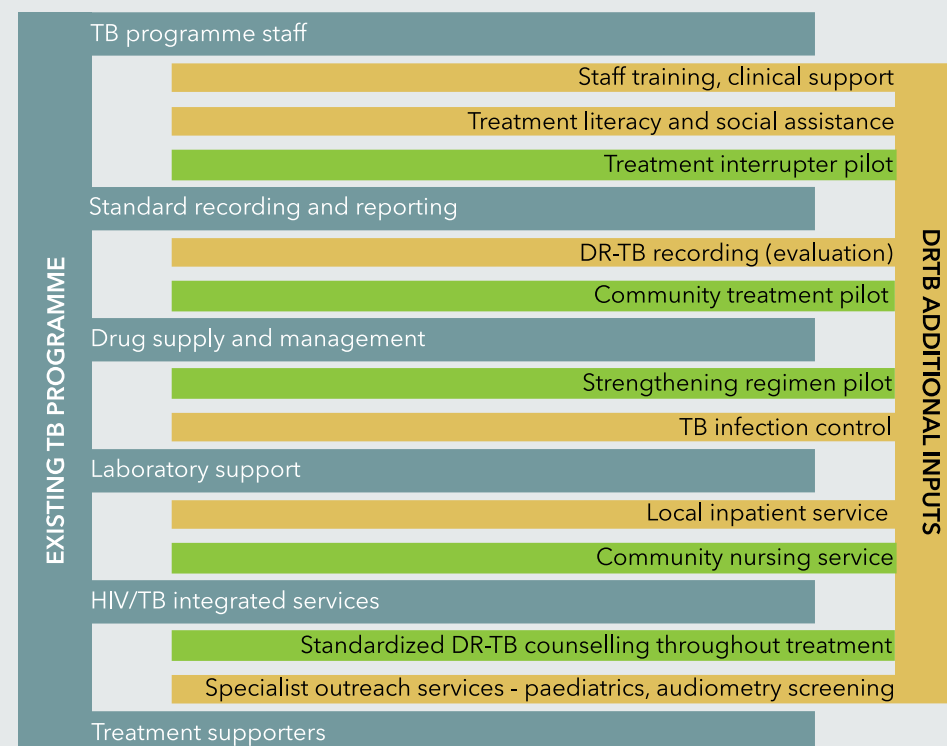 TB programme staff
Staff training, clinical support
Treatment literacy and social assistance
Treatment interrupter pilot
Standard recording and reporting
DR-TB recording (evaluation)
Community treatment pilot
Drug supply and management
Strengthening regimen pilot
TB infection control
Laboratory support
Local inpatient service
Community nursing service
HIV/TB integrated services
Standardized DR-TB counselling throughout treatment
Specialist outreach services - paediatrics, audiometry screening
Treatment supporters
EXISTING TB PROGRAMME
DRTB ADDITIONAL INPUTS